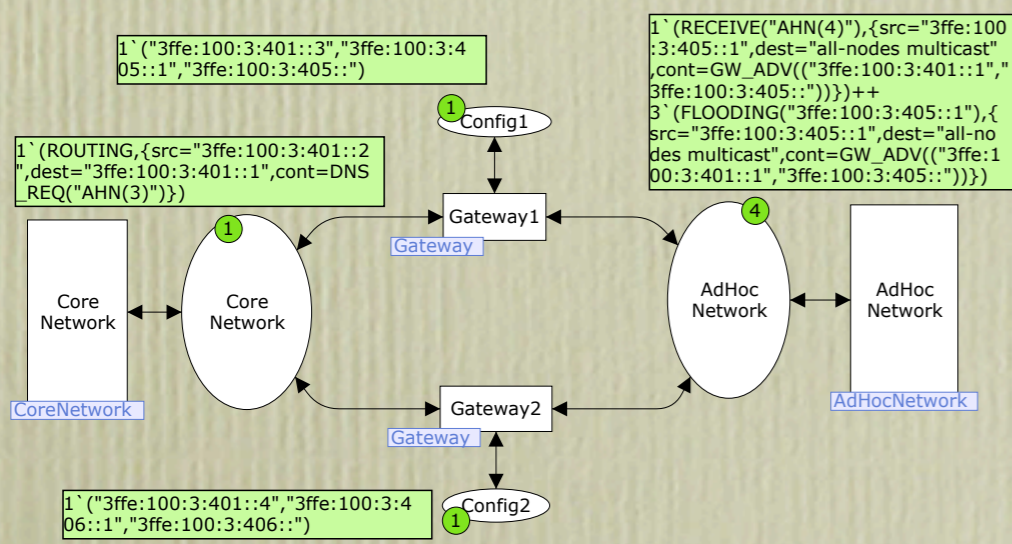 1`("3ffe:100:3:401::3","3ffe:100:3:4
05::1","3ffe:100:3:405::")
1`(RECEIVE("AHN(4)"),{src="3ffe:100
:3:405::1",dest="all-nodes multicast"
,cont=GW_ADV(("3ffe:100:3:401::1","
3ffe:100:3:405::"))})++
3`(FLOODING("3ffe:100:3:405::1"),{
src="3ffe:100:3:405::1",dest="all-no
des multicast",cont=GW_ADV(("3ffe:1
00:3:401::1","3ffe:100:3:405::"))})
1
Config1
1`(ROUTING,{src="3ffe:100:3:401::2
",dest="3ffe:100:3:401::1",cont=DNS
_REQ("AHN(3)")})
1
Gateway1
Gateway
4
Core
Network
CoreNetwork
Core
Network
AdHoc
Network
AdHoc
Network
AdHocNetwork
Gateway2
Gateway
1`("3ffe:100:3:401::4","3ffe:100:3:4
06::1","3ffe:100:3:406::")
Config2
1